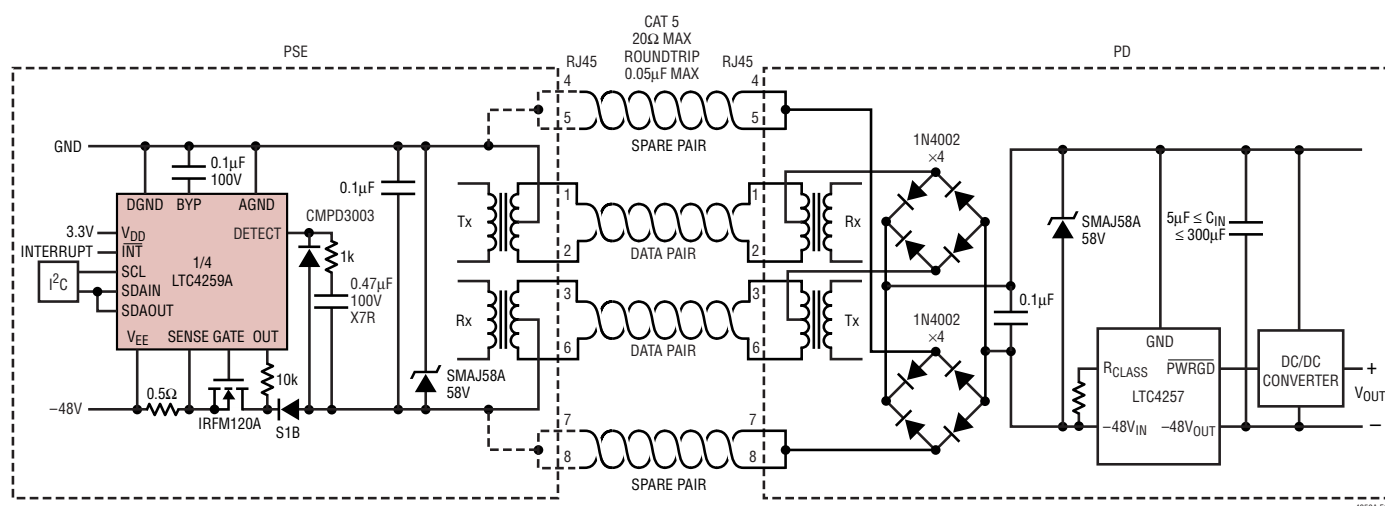 PSE
CAT 5
20Ω MAX
ROUNDTRIP
0.05µF MAX
PD
RJ45
RJ45
4
5
4
5
SPARE PAIR
GND
0.1µF
100V
0.1µF
DGND
BYP
AGND
CMPD3003
DETECT
3.3V
VDD
INTERRUPT
INT
I2C
SCL
SDAIN
SDAOUT
1/4
LTC4259A
1k
0.47µF
100V
X7R
VEE
SENSE
GATE
OUT
0.5Ω
10k
–48V
IRFM120A
S1B
SMAJ58A
58V
Tx
1
2
DATA PAIR
1
2
Rx
Rx
3
6
DATA PAIR
3
6
Tx
7
8
SPARE PAIR
7
8
1N4002
×4
1N4002
×4
0.1µF
SMAJ58A
58V
5µF ≤ CIN
≤ 300µF
GND
RCLASS
PWRGD
LTC4257
–48VIN
–48VOUT
DC/DC
CONVERTER
+
VOUT
–